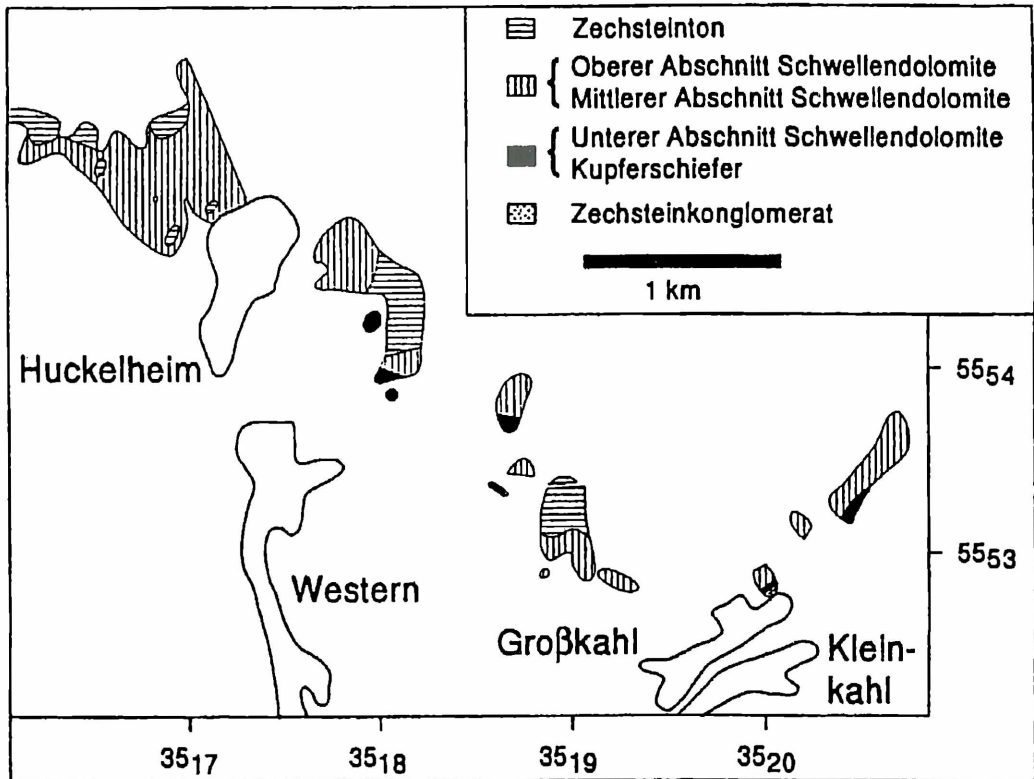 Zechsteinton
Oberer Abschnitt Schwellendolomite
Mittlerer Abschnitt Schwellendolomite
Unterer Abschnitt Schwellendolomite
Kupferschiefer
Zechsteinkonglomerat
1 km
Huckelheim
5554
5553
Western
Großkahl
Klein-
kahl
3517
3518
3519
3520